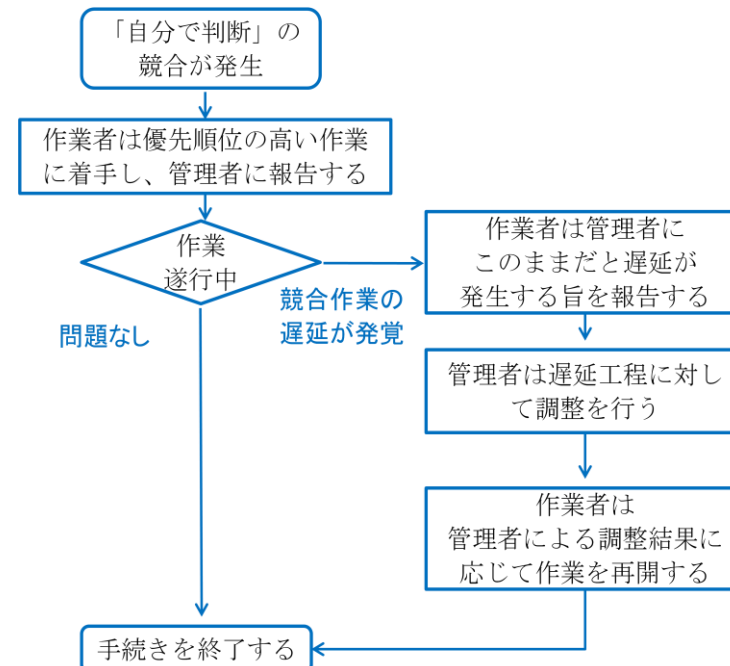 「自分で判断」の
競合が発生
作業者は優先順位の高い作業
に着手し、管理者に報告する
作業
遂行中
問題なし
競合作業の
遅延が発覚
作業者は管理者に
このままだと遅延が
発生する旨を報告する
管理者は遅延工程に対し
て調整を行う
作業者は
管理者による調整結果に
応じて作業を再開する
手続きを終了する